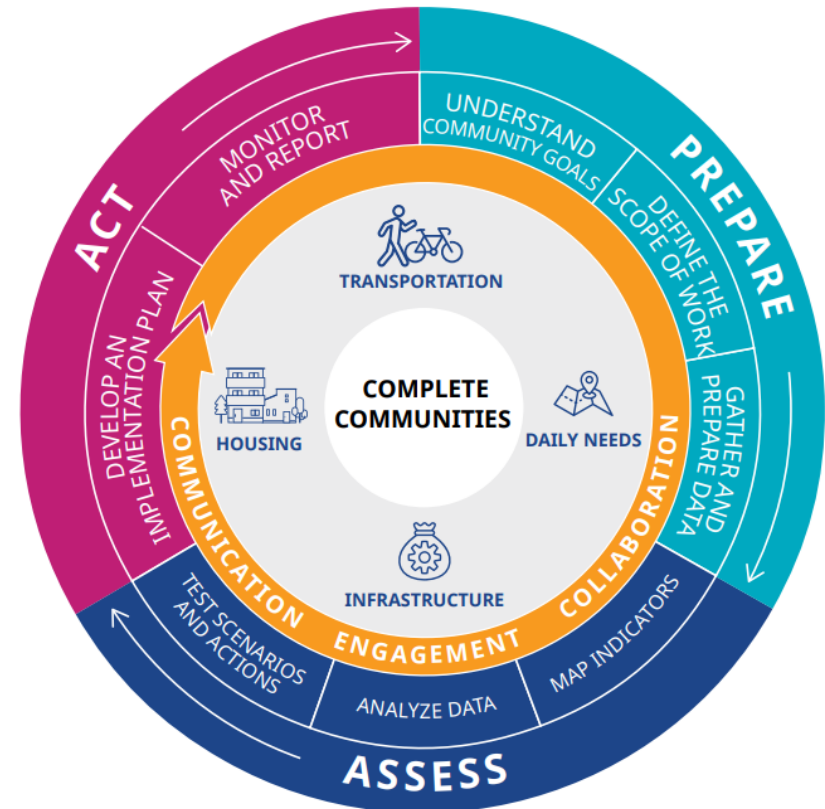 ACT
PREPARE
ASSESS
UNDERSTAND
COMMUNITY GOALS
DEFINE THE
SCOPE OF WORK
GATHER AND
PREPARE DATA
MAP INDICATORS
ANALYZE DATA
TEST SCENARIOS
AND ACTIONS
DEVELOP AN
IMPLEMENTATION PLAN
MONITOR
AND REPORT
COMMUNICATION
ENGAGEMENT
COLLABORATION
TRANSPORTATION
HOUSING
COMPLETE
COMMUNITIES
DAILY NEEDS
INFRASTRUCTURE